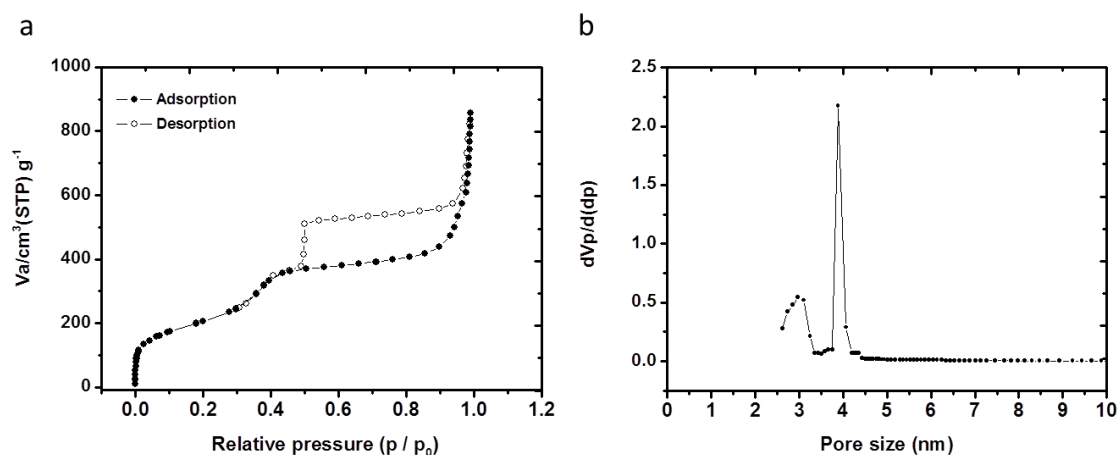 a
Va/cm³(STP) g⁻¹
1000
800
600
400
200
0
Adsorption
Desorption
0.0 0.2 0.4 0.6 0.8 1.0 1.2
Relative pressure (p / p₀)
b
dVp/d(dp)
2.5
2.0
1.5
1.0
0.5
0.0
0 1 2 3 4 5 6 7 8 9 10
Pore size (nm)